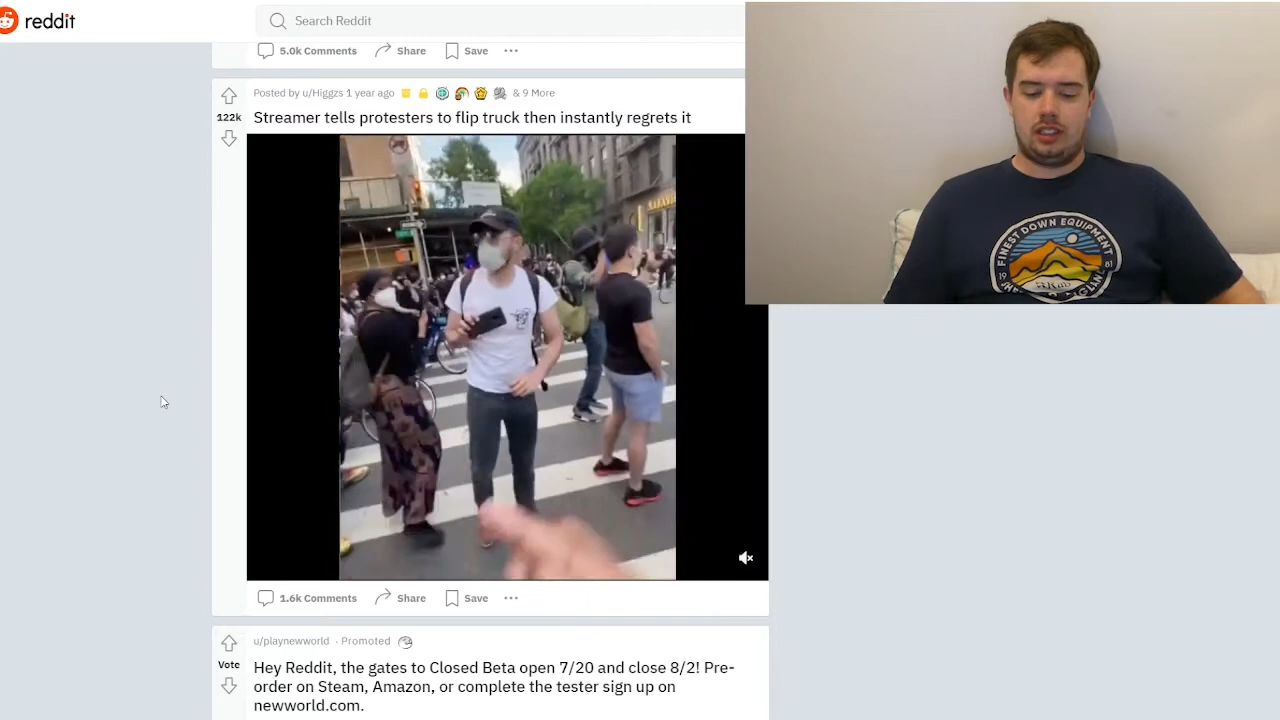 reddit
Search Reddit
5.0k Comments Share Save
Posted by u/Higgzs 1 year ago & 9 More
122k
Streamer tells protesters to flip truck then instantly regrets it
FINEST DOWN EQUIPMENT
19 81
1.6k Comments Share Save
u/playnewworld · Promoted
Vote
Hey Reddit, the gates to Closed Beta open 7/20 and close 8/2! Pre-
order on Steam, Amazon, or complete the tester sign up on
newworld.com.